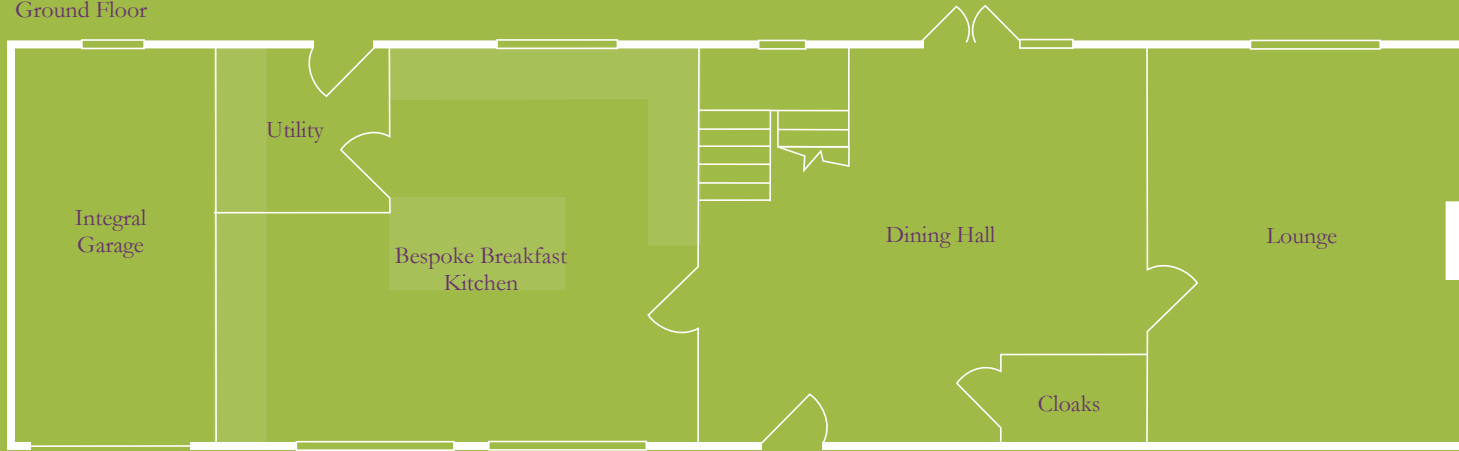 Ground Floor
Utility
Integral
Garage
Bespoke Breakfast
Kitchen
Dining Hall
Lounge
Cloaks